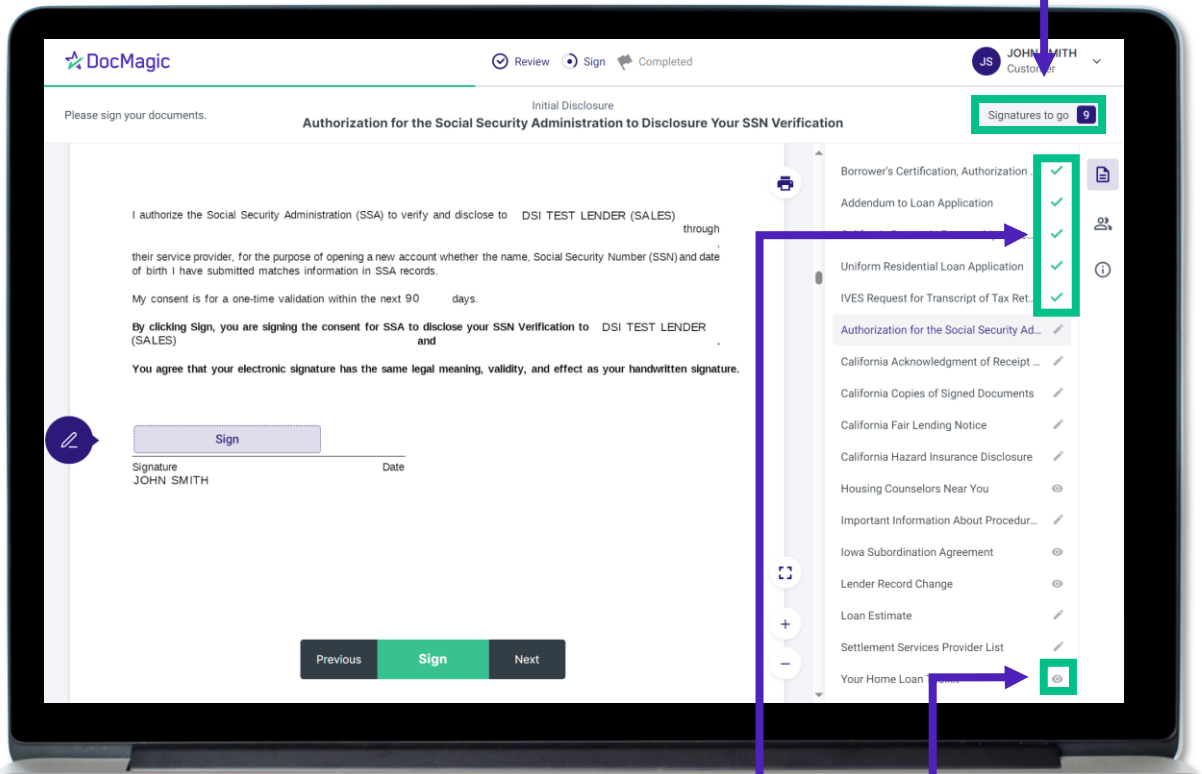 DocMagic
Review Sign Completed
JS
JOHN SMITH
Customer
Please sign your documents.
Initial Disclosure
Authorization for the Social Security Administration to Disclosure Your SSN Verification
Signatures to go 9
I authorize the Social Security Administration (SSA) to verify and disclose to DSI TEST LENDER (SALES)
through
,
their service provider, for the purpose of opening a new account whether the name, Social Security Number (SSN) and date
of birth I have submitted matches information in SSA records.
My consent is for a one-time validation within the next 90 days.
By clicking Sign, you are signing the consent for SSA to disclose your SSN Verification to DSI TEST LENDER
(SALES) and .
You agree that your electronic signature has the same legal meaning, validity, and effect as your handwritten signature.
Sign
Signature Date
JOHN SMITH
Previous Sign Next
Borrower's Certification, Authorization .
Addendum to Loan Application
Uniform Residential Loan Application
IVES Request for Transcript of Tax Ret...
Authorization for the Social Security Ad...
California Acknowledgment of Receipt ...
California Copies of Signed Documents
California Fair Lending Notice
California Hazard Insurance Disclosure
Housing Counselors Near You
Important Information About Procedur...
Iowa Subordination Agreement
Lender Record Change
Loan Estimate
Settlement Services Provider List
Your Home Loan Toolkit